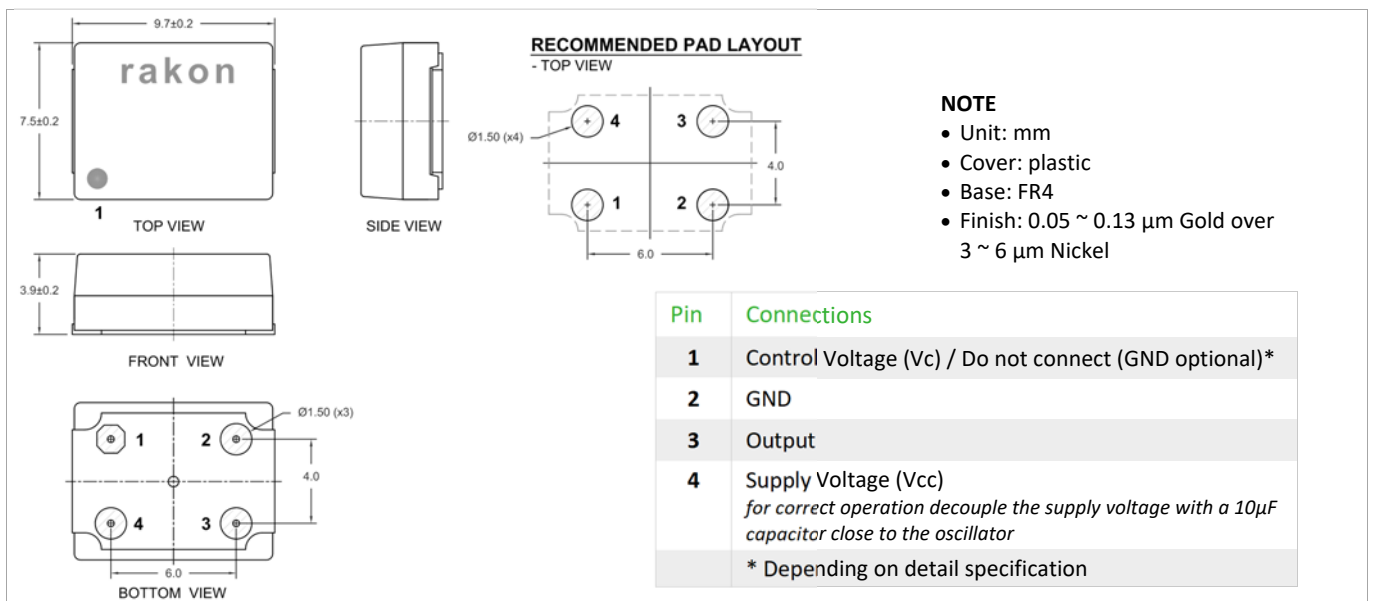 9.7±0.2
rakon
7.5±0.2
1
TOP VIEW
SIDE VIEW
RECOMMENDED PAD LAYOUT
- TOP VIEW
Ø1.50 (x4)
4
3
4.0
1
2
6.0
NOTE
• Unit: mm
• Cover: plastic
• Base: FR4
• Finish: 0.05 ~ 0.13 µm Gold over
3 ~ 6 µm Nickel
3.9±0.2
FRONT VIEW
Ø1.50 (x3)
1
2
4.0
4
3
6.0
BOTTOM VIEW
Pin Connections
1 Control Voltage (Vc) / Do not connect (GND optional)*
2 GND
3 Output
4 Supply Voltage (Vcc)
for correct operation decouple the supply voltage with a 10µF
capacitor close to the oscillator
* Depending on detail specification